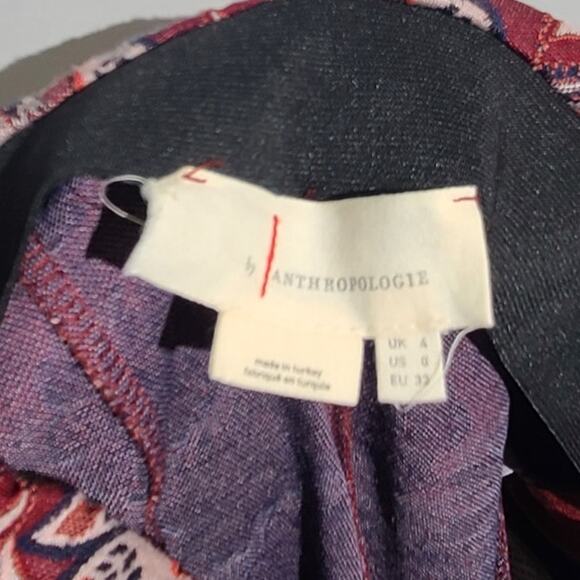 by ANTHROPOLOGIE
made in turkey
fabriqué en turquie
UK 4
US 0
EU 32